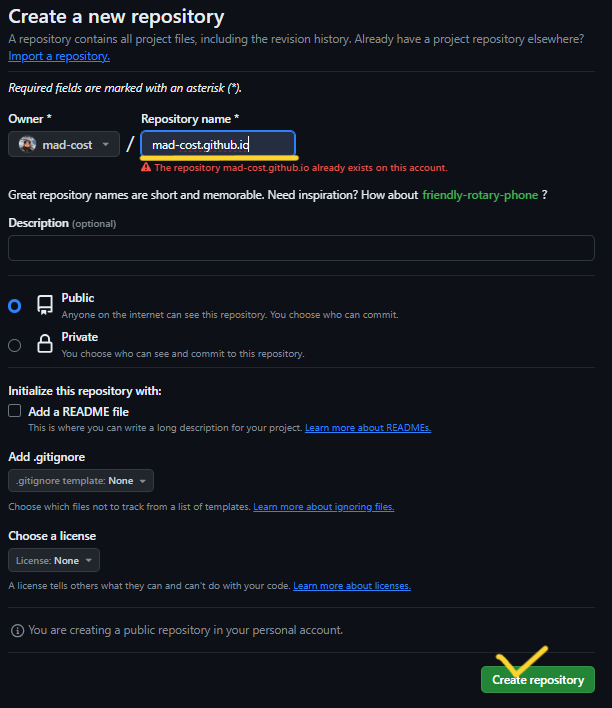 Create a new repository
A repository contains all project files, including the revision history. Already have a project repository elsewhere?
Import a repository.
Required fields are marked with an asterisk (*).
Owner *
Repository name *
mad-cost
/
mad-cost.github.io
The repository mad-cost.github.io already exists on this account.
Great repository names are short and memorable. Need inspiration? How about friendly-rotary-phone ?
Description (optional)
Public
Anyone on the internet can see this repository. You choose who can commit.
Private
You choose who can see and commit to this repository.
Initialize this repository with:
Add a README file
This is where you can write a long description for your project. Learn more about READMEs.
Add .gitignore
.gitignore template: None
Choose which files not to track from a list of templates. Learn more about ignoring files.
Choose a license
License: None
A license tells others what they can and can't do with your code. Learn more about licenses.
You are creating a public repository in your personal account.
Create repository